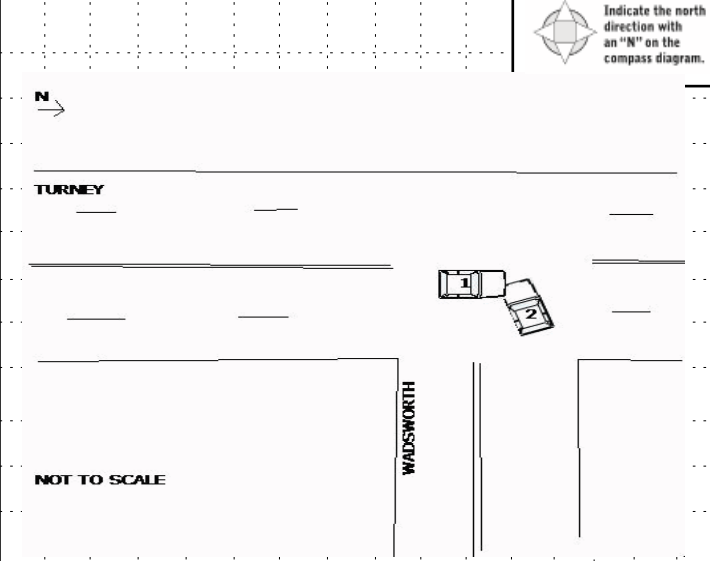 Indicate the north
direction with
an "N" on the
compass diagram.
N
TURNEY
1
2
WADSWORTH
NOT TO SCALE